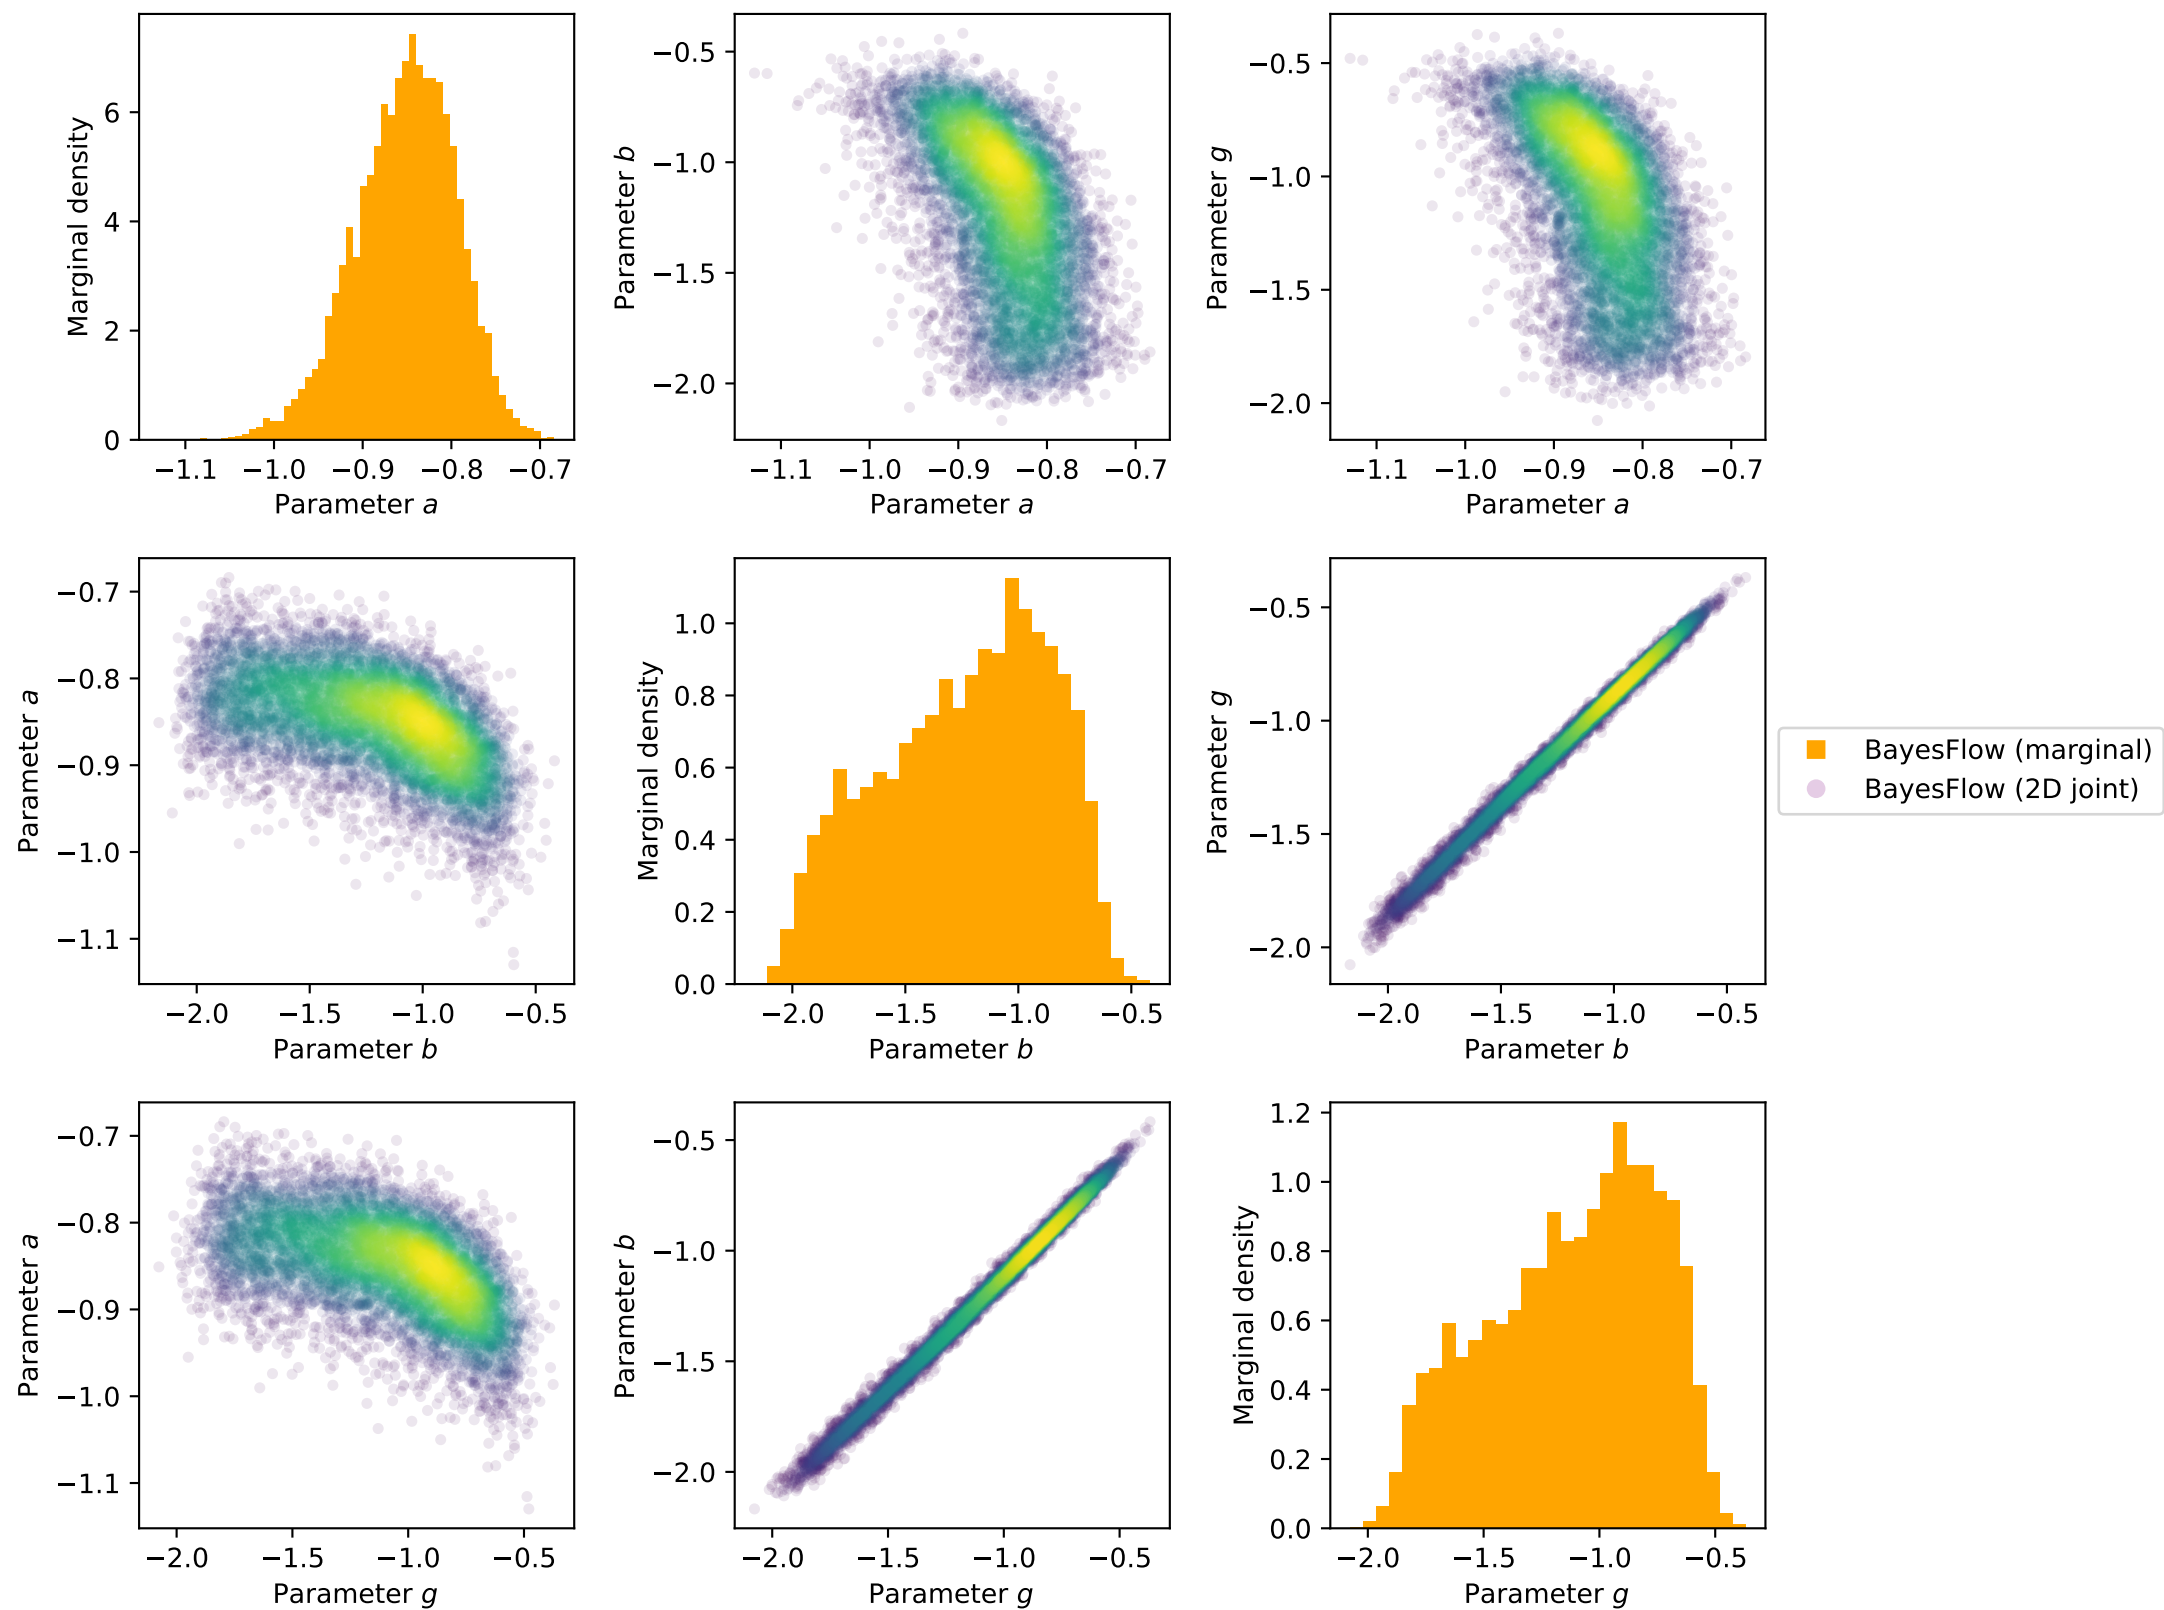 Marginal density
6
4
2
0
−1.1 −1.0 −0.9 −0.8 −0.7
Parameter a
Parameter b
−0.5
−1.0
−1.5
−2.0
−1.1 −1.0 −0.9 −0.8 −0.7
Parameter a
Parameter g
−0.5
−1.0
−1.5
−2.0
−1.1 −1.0 −0.9 −0.8 −0.7
Parameter a
Parameter a
−0.7
−0.8
−0.9
−1.0
−1.1
−2.0 −1.5 −1.0 −0.5
Parameter b
Marginal density
1.0
0.8
0.6
0.4
0.2
0.0
−2.0 −1.5 −1.0 −0.5
Parameter b
Parameter g
−0.5
−1.0
−1.5
−2.0
−2.0 −1.5 −1.0 −0.5
Parameter b
BayesFlow (marginal)
BayesFlow (2D joint)
Parameter a
−0.7
−0.8
−0.9
−1.0
−1.1
−2.0 −1.5 −1.0 −0.5
Parameter g
Parameter b
−0.5
−1.0
−1.5
−2.0
−2.0 −1.5 −1.0 −0.5
Parameter g
Marginal density
1.2
1.0
0.8
0.6
0.4
0.2
0.0
−2.0 −1.5 −1.0 −0.5
Parameter g